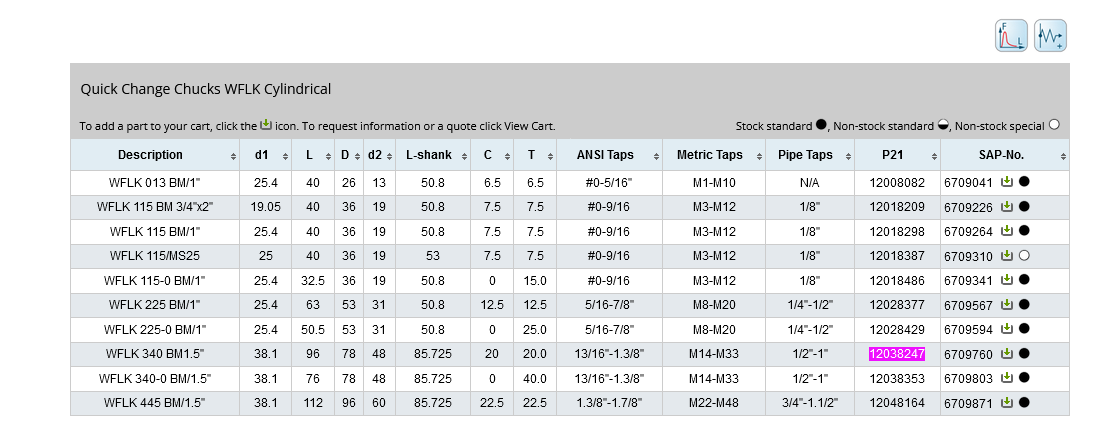 F
L
+
Quick Change Chucks WFLK Cylindrical
To add a part to your cart, click the icon. To request information or a quote click View Cart. Stock standard , Non-stock standard , Non-stock special
Description d1 L D d2 L-shank C T ANSI Taps Metric Taps Pipe Taps P21 SAP-No.
WFLK 013 BM/1" 25.4 40 26 13 50.8 6.5 6.5 #0-5/16" M1-M10 N/A 12008082 6709041
WFLK 115 BM 3/4"x2" 19.05 40 36 19 50.8 7.5 7.5 #0-9/16 M3-M12 1/8" 12018209 6709226
WFLK 115 BM/1" 25.4 40 36 19 50.8 7.5 7.5 #0-9/16 M3-M12 1/8" 12018298 6709264
WFLK 115/MS25 25 40 36 19 53 7.5 7.5 #0-9/16 M3-M12 1/8" 12018387 6709310
WFLK 115-0 BM/1" 25.4 32.5 36 19 50.8 0 15.0 #0-9/16 M3-M12 1/8" 12018486 6709341
WFLK 225 BM/1" 25.4 63 53 31 50.8 12.5 12.5 5/16-7/8" M8-M20 1/4"-1/2" 12028377 6709567
WFLK 225-0 BM/1" 25.4 50.5 53 31 50.8 0 25.0 5/16-7/8" M8-M20 1/4"-1/2" 12028429 6709594
WFLK 340 BM1.5" 38.1 96 78 48 85.725 20 20.0 13/16"-1.3/8" M14-M33 1/2"-1" 12038247 6709760
WFLK 340-0 BM/1.5" 38.1 76 78 48 85.725 0 40.0 13/16"-1.3/8" M14-M33 1/2"-1" 12038353 6709803
WFLK 445 BM/1.5" 38.1 112 96 60 85.725 22.5 22.5 1.3/8"-1.7/8" M22-M48 3/4"-1.1/2" 12048164 6709871